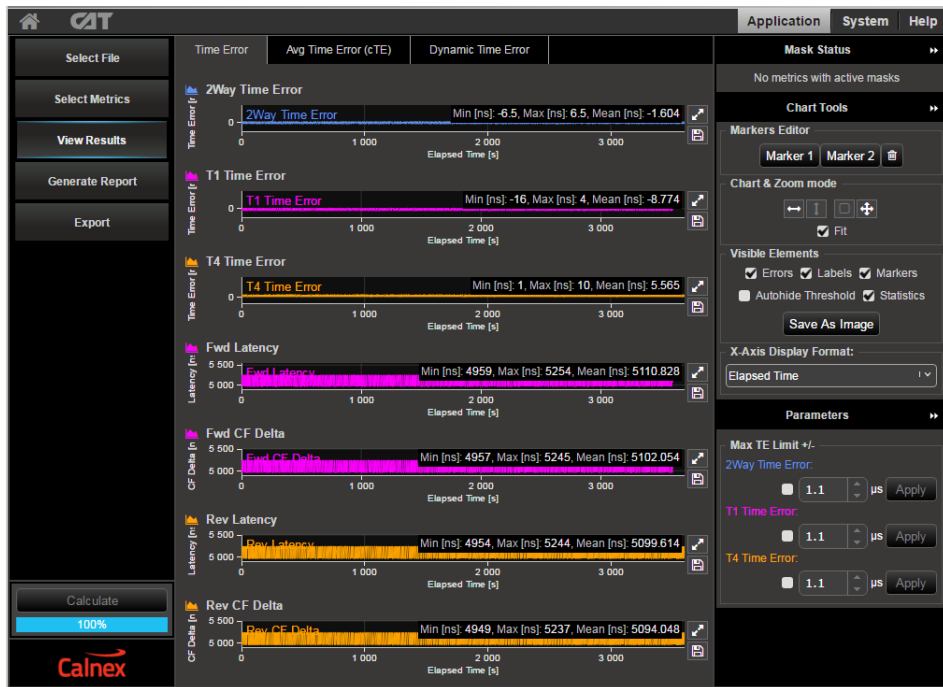 CAT
Application System Help
Select File
Select Metrics
View Results
Generate Report
Export
Calculate
100%
Calnex
Time Error Avg Time Error (cTE) Dynamic Time Error
2Way Time Error
2Way Time Error Min [ns]: -6.5, Max [ns]: 6.5, Mean [ns]: -1.604
Time Error [n
0
0 1 000 2 000 3 000
Elapsed Time [s]
T1 Time Error
T1 Time Error Min [ns]: -16, Max [ns]: 4, Mean [ns]: -8.774
Time Error [r
0
0 1 000 2 000 3 000
Elapsed Time [s]
T4 Time Error
T4 Time Error Min [ns]: 1, Max [ns]: 10, Mean [ns]: 5.565
Time Error [r
0
0 1 000 2 000 3 000
Elapsed Time [s]
Fwd Latency
Fwd Latency Min [ns]: 4959, Max [ns]: 5254, Mean [ns]: 5110.828
Latency [ns
5 500
5 000
0 1 000 2 000 3 000
Elapsed Time [s]
Fwd CF Delta
Fwd CF Delta Min [ns]: 4957, Max [ns]: 5245, Mean [ns]: 5102.054
CF Delta [n
5 500
5 000
0 1 000 2 000 3 000
Elapsed Time [s]
Rev Latency
Rev Latency Min [ns]: 4954, Max [ns]: 5244, Mean [ns]: 5099.614
Latency [ns
5 500
5 000
0 1 000 2 000 3 000
Elapsed Time [s]
Rev CF Delta
Rev CF Delta Min [ns]: 4949, Max [ns]: 5237, Mean [ns]: 5094.048
CF Delta [n
5 500
5 000
0 1 000 2 000 3 000
Elapsed Time [s]
Mask Status
No metrics with active masks
Chart Tools
Markers Editor
Marker 1 Marker 2
Chart & Zoom mode
Fit
Visible Elements
Errors Labels Markers
Autohide Threshold Statistics
Save As Image
X-Axis Display Format:
Elapsed Time
Parameters
Max TE Limit +/-
2Way Time Error:
1.1 µs Apply
T1 Time Error:
1.1 µs Apply
T4 Time Error:
1.1 µs Apply